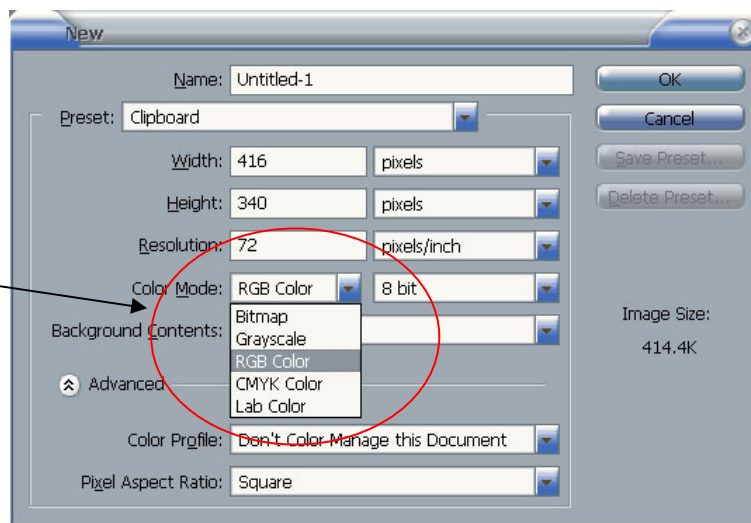 New
Name: Untitled-1
OK
Preset: Clipboard
Cancel
Width: 416 pixels
Save Preset...
Height: 340 pixels
Delete Preset...
Resolution: 72 pixels/inch
Color Mode: RGB Color 8 bit
Bitmap
Grayscale
RGB Color
CMYK Color
Lab Color
Background Contents:
Image Size:
414.4K
Advanced
Color Profile: Don't Color Manage this Document
Pixel Aspect Ratio: Square